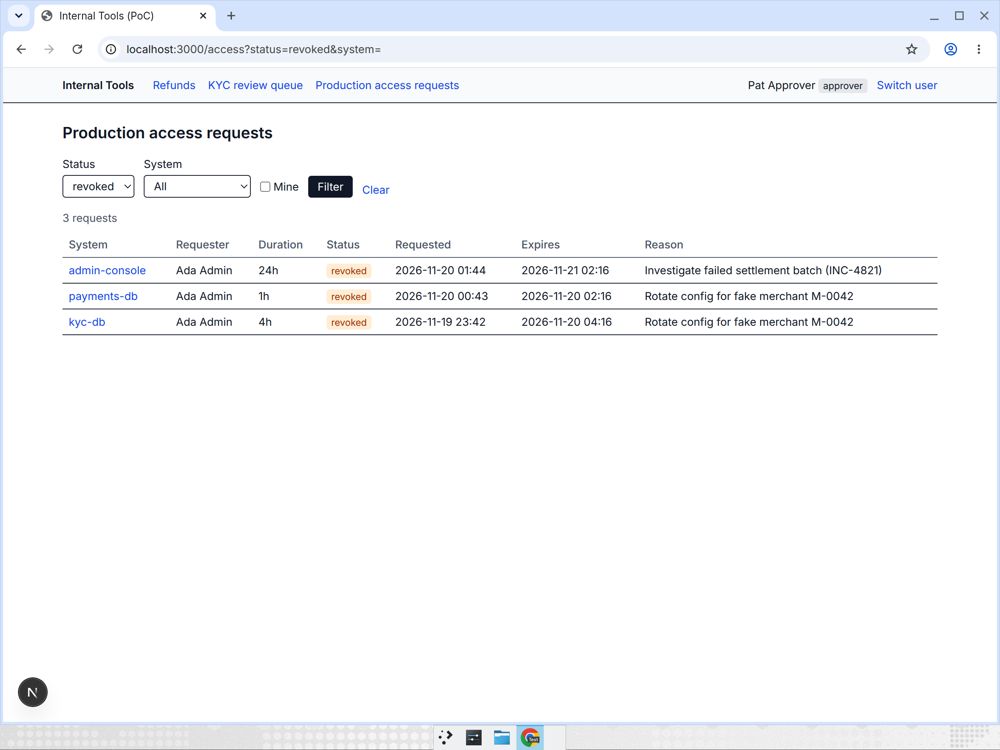 Internal Tools (PoC)
localhost:3000/access?status=revoked&system=
Internal Tools Refunds KYC review queue Production access requests Pat Approver approver Switch user
Production access requests
Status System
revoked All Mine Filter Clear
3 requests
System Requester Duration Status Requested Expires Reason
admin-console Ada Admin 24h revoked 2026-11-20 01:44 2026-11-21 02:16 Investigate failed settlement batch (INC-4821)
payments-db Ada Admin 1h revoked 2026-11-20 00:43 2026-11-20 02:16 Rotate config for fake merchant M-0042
kyc-db Ada Admin 4h revoked 2026-11-19 23:42 2026-11-20 04:16 Rotate config for fake merchant M-0042
N